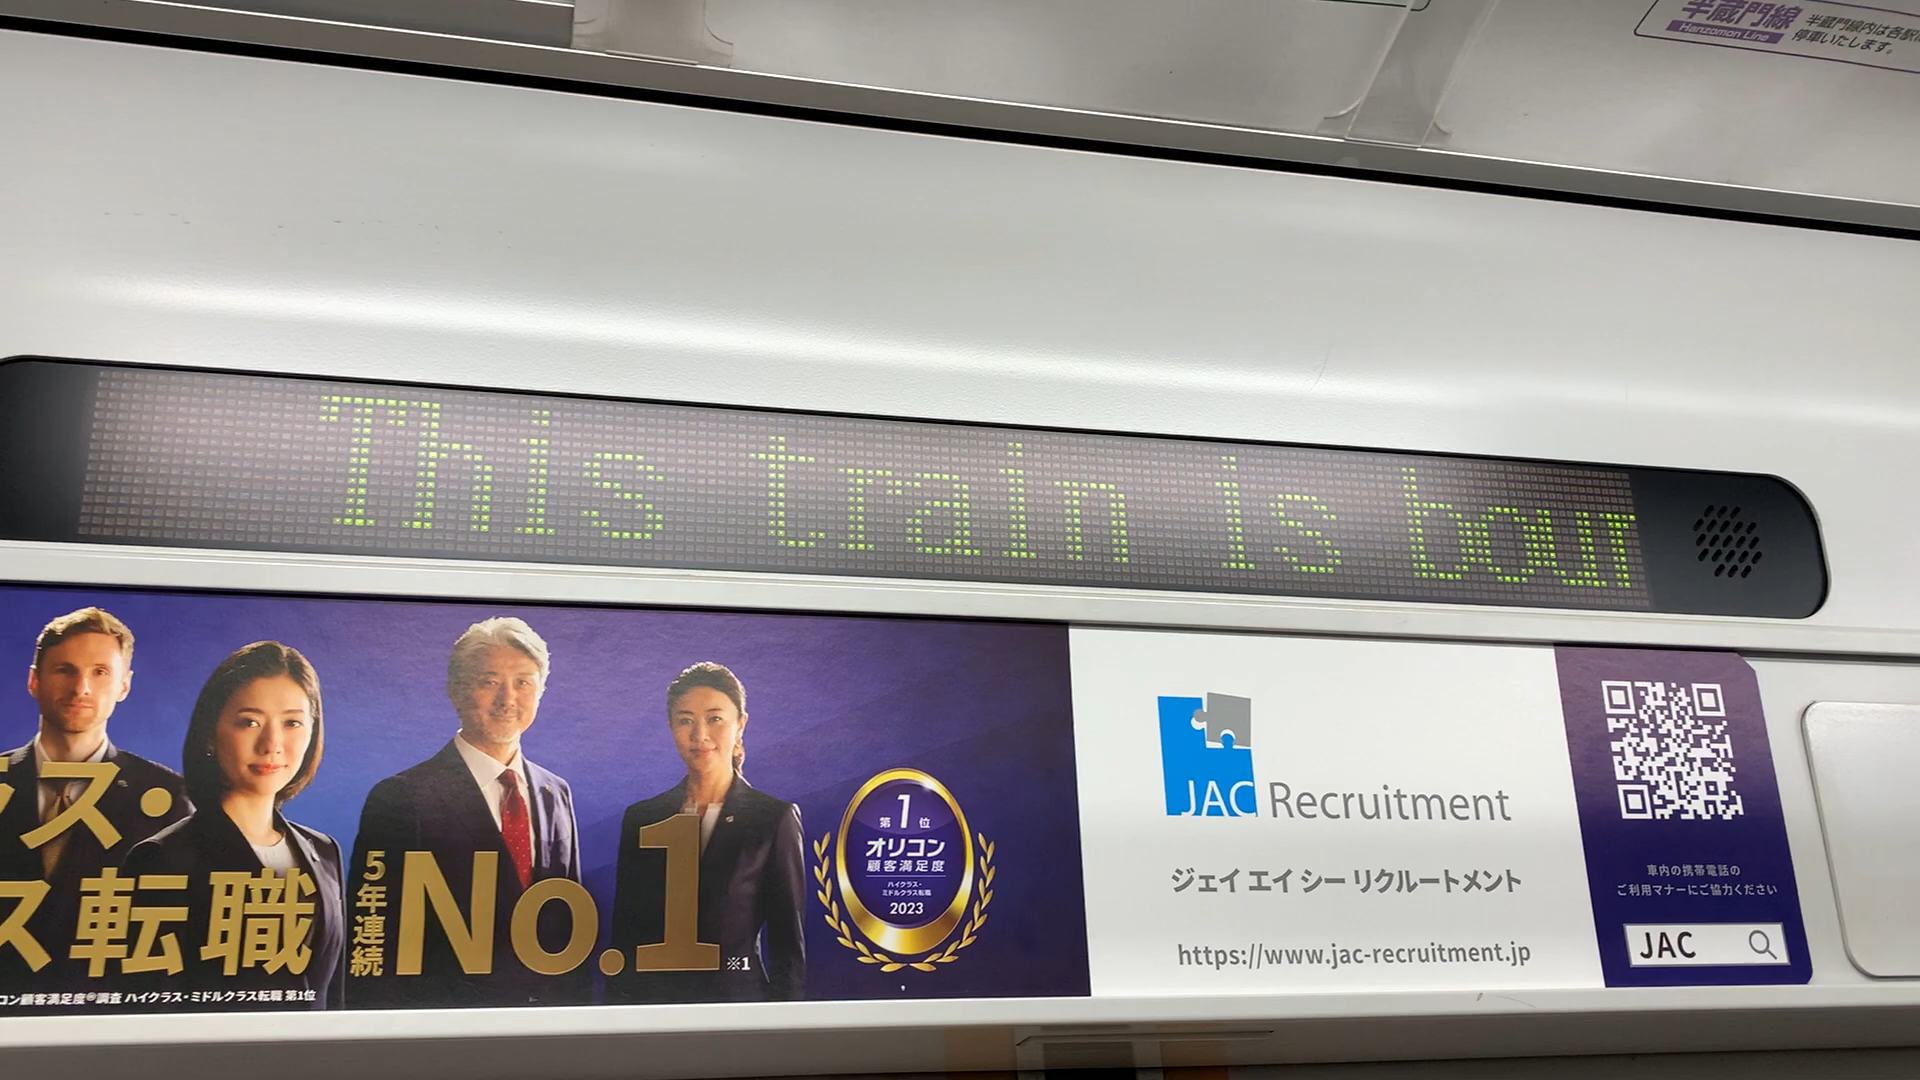 半蔵門線
Hanzomon Line
半蔵門線内は各駅に
停車いたします。
This train is bour
ラス・
ス転職
5年連続
No.1
※1
コン顧客満足度®調査 ハイクラス・ミドルクラス転職 第1位
第1位
オリコン
顧客満足度
ハイクラス・
ミドルクラス転職
2023
JAC Recruitment
ジェイ エイ シー リクルートメント
https://www.jac-recruitment.jp
車内の携帯電話の
ご利用マナーにご協力ください
JAC